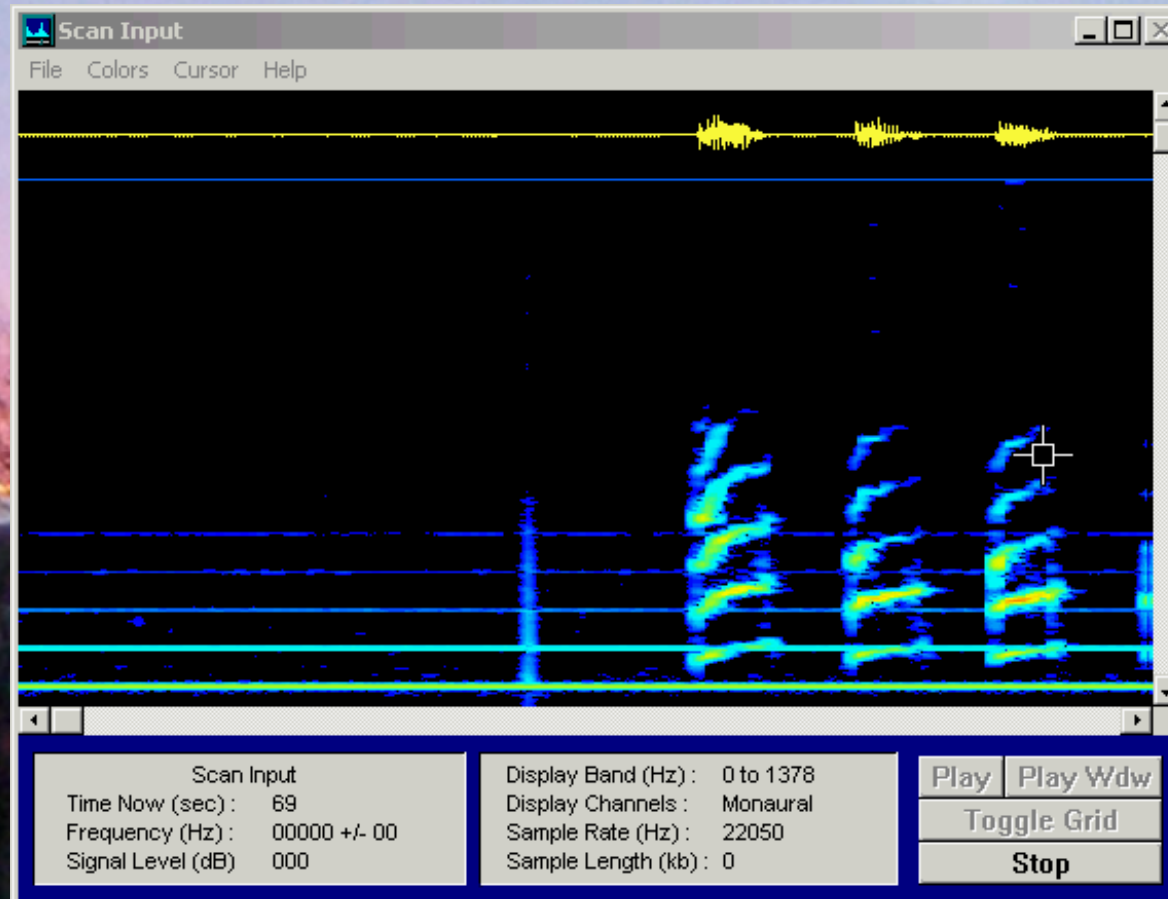 Scan Input
File Colors Cursor Help
Scan Input
Time Now (sec) : 69
Frequency (Hz) : 00000 +/- 00
Signal Level (dB) 000
Display Band (Hz) : 0 to 1378
Display Channels : Monaural
Sample Rate (Hz) : 22050
Sample Length (kb) : 0
Play Play Wdw
Toggle Grid
Stop